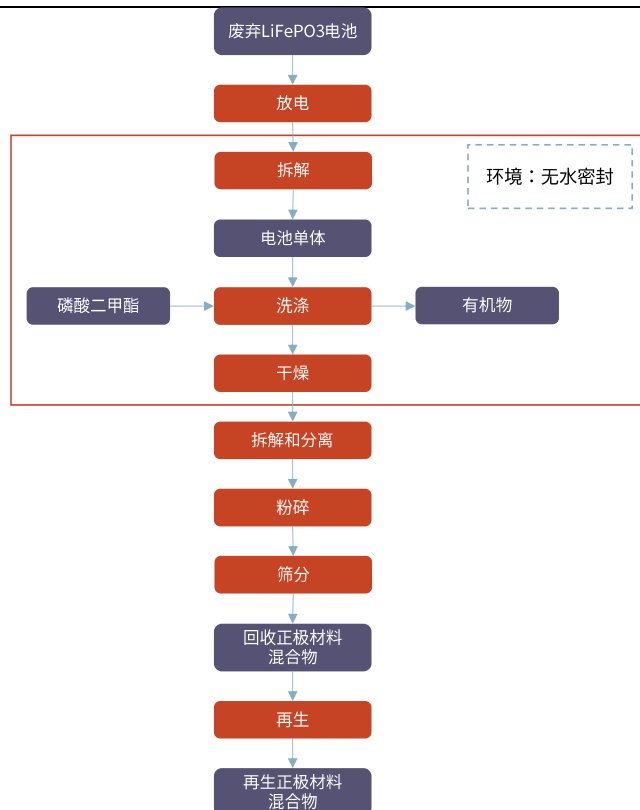 废弃LiFePO3电池
放电
拆解
环境：无水密封
电池单体
磷酸二甲酯
洗涤
有机物
干燥
拆解和分离
粉碎
筛分
回收正极材料
混合物
再生
再生正极材料
混合物